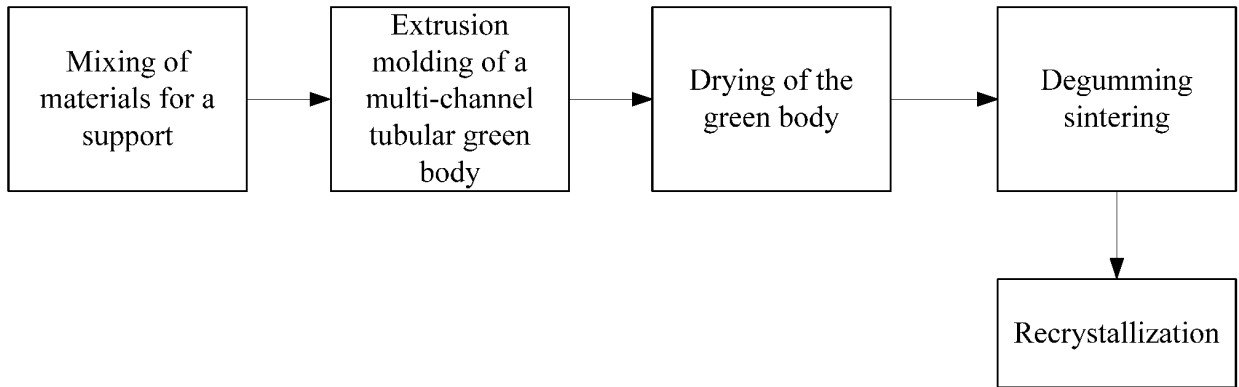 Mixing of
materials for a
support
Extrusion
molding of a
multi-channel
tubular green
body
Drying of the
green body
Degumming
sintering
Recrystallization